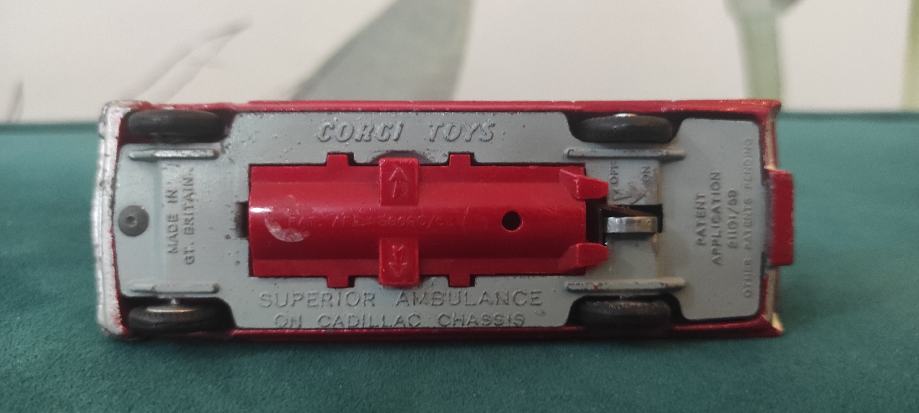 CORGI TOYS
MADE IN
GT. BRITAIN.
OFF
ON
SUPERIOR AMBULANCE
ON CADILLAC CHASSIS
PATENT
APPLICATION
21101/59
OTHER PATENTS PENDING